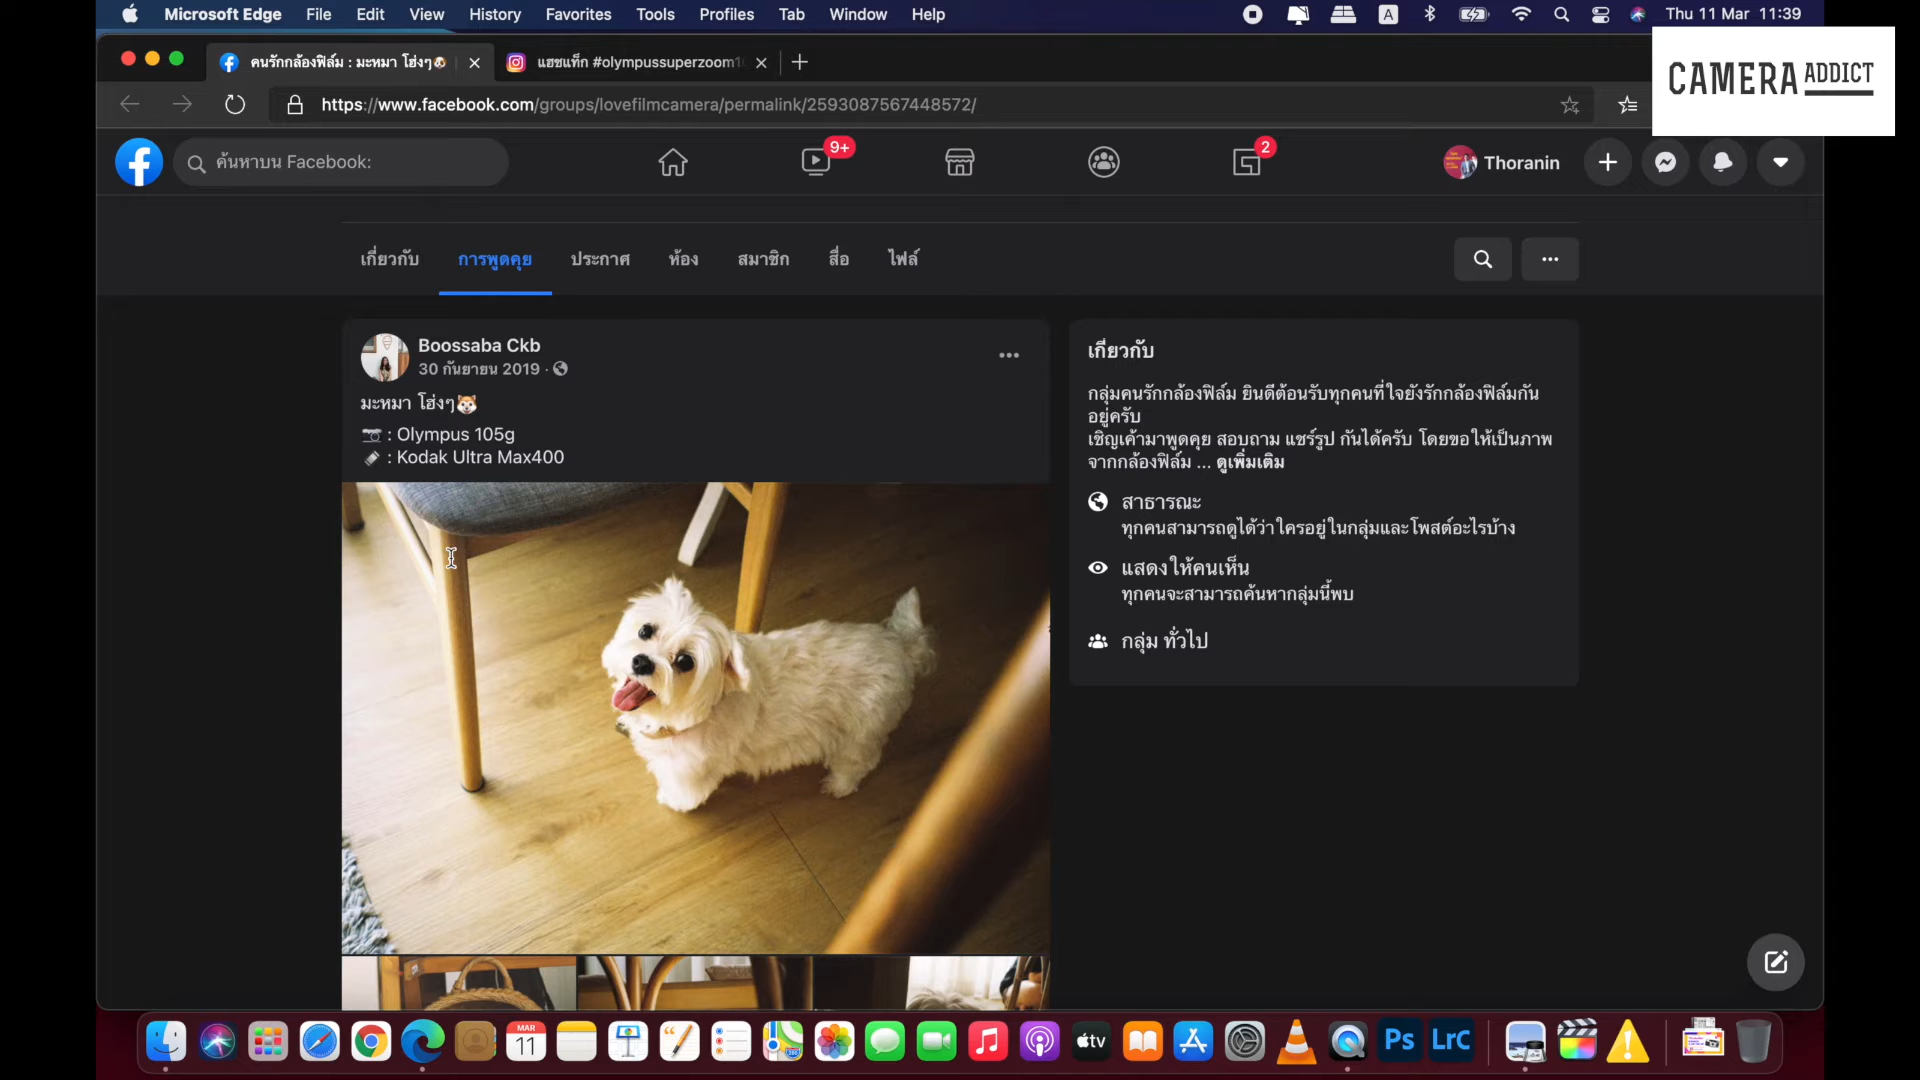 Microsoft Edge File Edit View History Favorites Tools Profiles Tab Window Help A Thu 11 Mar 11:39
CAMERA ADDICT
คนรักกล้องฟิล์ม : มะหมา โฮ่งๆ แฮชแท็ก #olympussuperzoom1
https://www.facebook.com/groups/lovefilmcamera/permalink/2593087567448572/
ค้นหาบน Facebook: 9+ 2 Thoranin
เกี่ยวกับ การพูดคุย ประกาศ ห้อง สมาชิก สื่อ ไฟล์
Boossaba Ckb
30 กันยายน 2019 ·
มะหมา โฮ่งๆ
: Olympus 105g
: Kodak Ultra Max400
เกี่ยวกับ
กลุ่มคนรักกล้องฟิล์ม ยินดีต้อนรับทุกคนที่ใจยังรักกล้องฟิล์มกัน
อยู่ครับ
เชิญเค้ามาพูดคุย สอบถาม แชร์รูป กันได้ครับ โดยขอให้เป็นภาพ
จากกล้องฟิล์ม ... ดูเพิ่มเติม
สาธารณะ
ทุกคนสามารถดูได้ว่าใครอยู่ในกลุ่มและโพสต์อะไรบ้าง
แสดงให้คนเห็น
ทุกคนจะสามารถค้นหากลุ่มนี้พบ
กลุ่ม ทั่วไป
MAR
11
tv
Ps
LrC